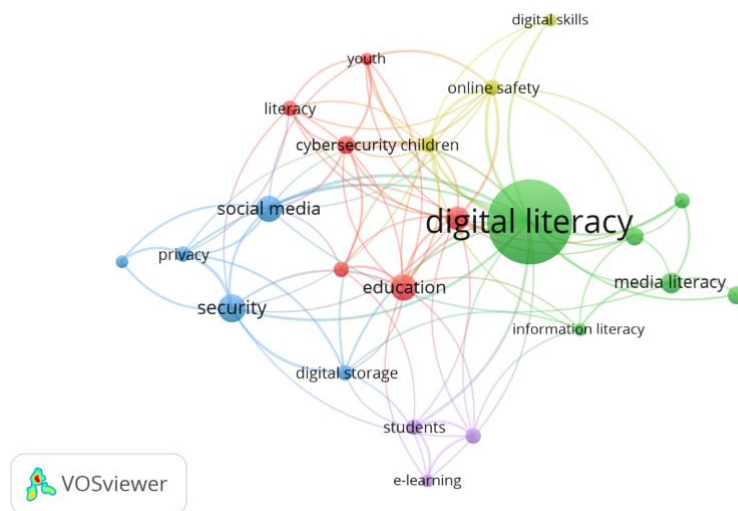 digital skills
youth
online safety
literacy
cybersecurity children
social media
digital literacy
privacy
media literacy
education
security
information literacy
digital storage
students
e-learning
VOSviewer